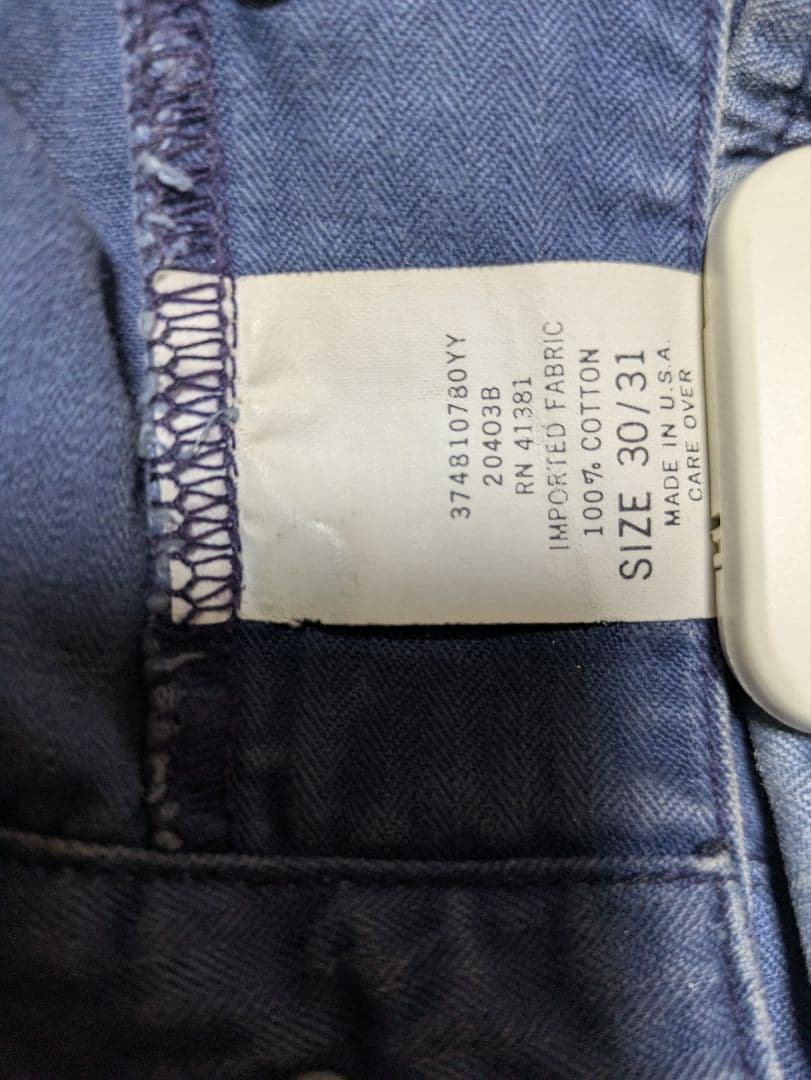 374810780YY
20403B
RN 41381
IMPORTED FABRIC
100% COTTON
SIZE 30/31
MADE IN U.S.A.
CARE OVER